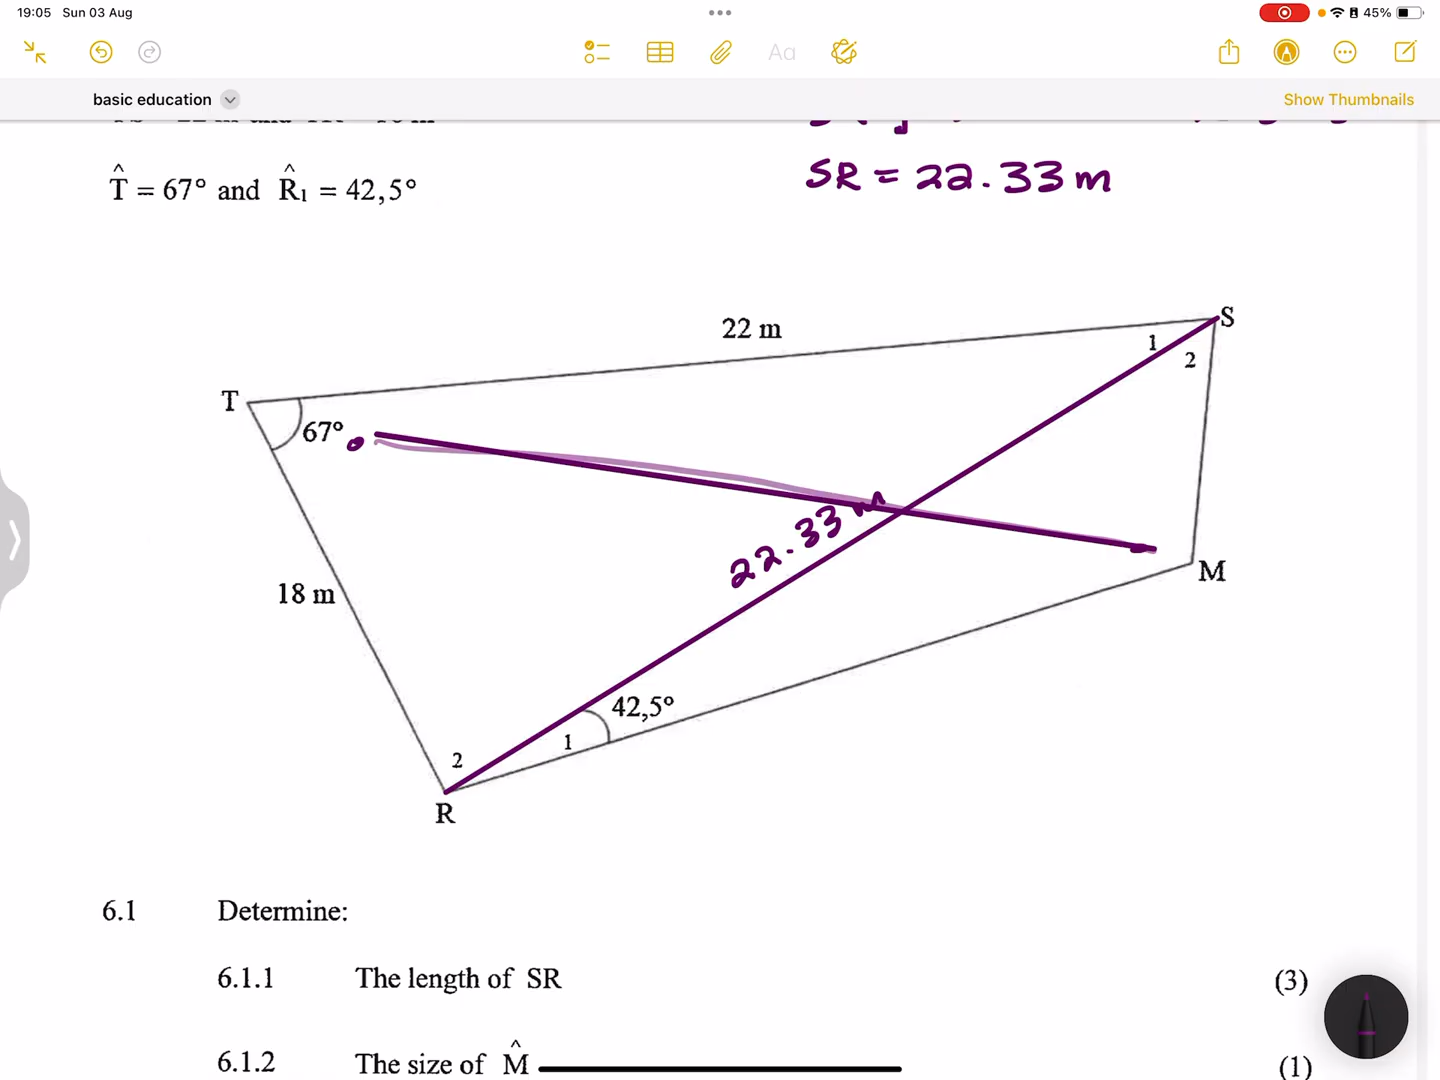 19:05 Sun 03 Aug
45%
Aa
basic education
Show Thumbnails
SR = 22.33 m
T̂ = 67° and R̂₁ = 42,5°
22 m
S
1
2
T
67°
22.33 m
M
18 m
42,5°
1
2
R
6.1 Determine:
6.1.1 The length of SR (3)
6.1.2 The size of M̂ (1)